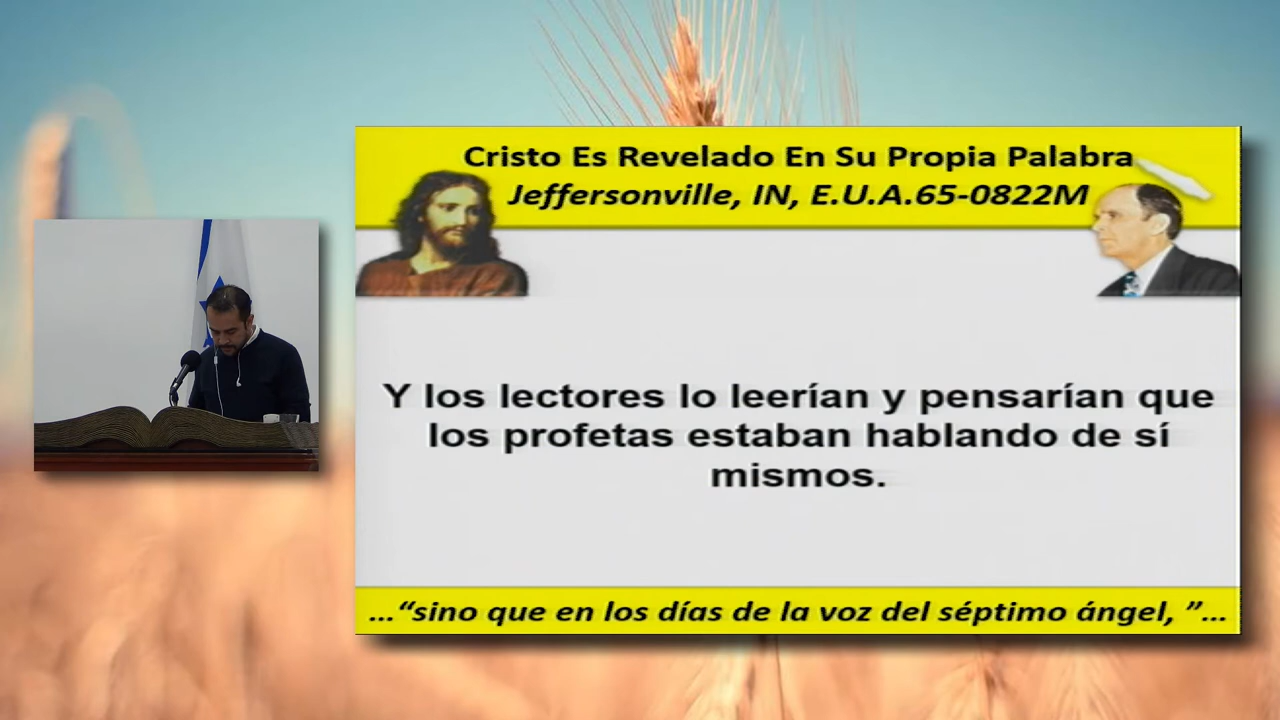 Cristo Es Revelado En Su Propia Palabra
Jeffersonville, IN, E.U.A.65-0822M
Y los lectores lo leerían y pensarían que
los profetas estaban hablando de sí
mismos.
...“sino que en los días de la voz del séptimo ángel, ”...